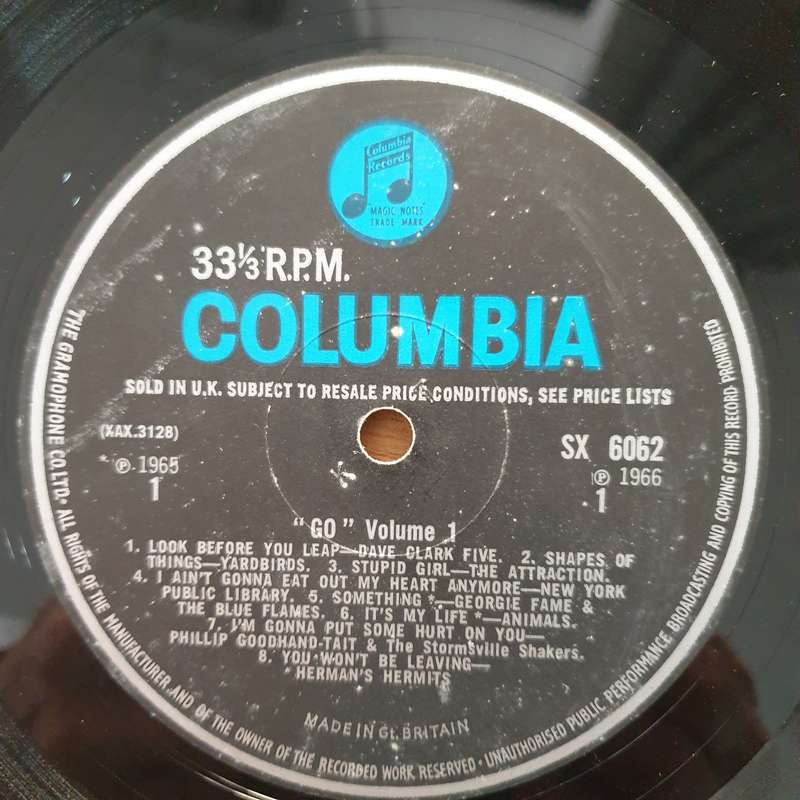 Columbia
Records
MAGIC NOTES
TRADE MARK
33⅓ R.P.M.
COLUMBIA
SOLD IN U.K. SUBJECT TO RESALE PRICE CONDITIONS, SEE PRICE LISTS
(XAX.3128)
SX 6062
Ⓟ 1965
Ⓟ 1966
1
1
"GO" Volume 1
1. LOOK BEFORE YOU LEAP—DAVE CLARK FIVE. 2. SHAPES OF
THINGS—YARDBIRDS. 3. STUPID GIRL—THE ATTRACTION.
4. I AIN'T GONNA EAT OUT MY HEART ANYMORE—NEW YORK
PUBLIC LIBRARY. 5. SOMETHING*—GEORGIE FAME &
THE BLUE FLAMES. 6. IT'S MY LIFE*—ANIMALS.
7. I'M GONNA PUT SOME HURT ON YOU—
PHILLIP GOODHAND-TAIT & The Stormsville Shakers.
8. YOU WON'T BE LEAVING—
HERMAN'S HERMITS
MADE IN GT. BRITAIN
THE GRAMOPHONE CO. LTD. ALL RIGHTS OF THE MANUFACTURER AND OF THE OWNER OF THE RECORDED WORK RESERVED · UNAUTHORISED PUBLIC PERFORMANCE BROADCASTING AND COPYING OF THIS RECORD PROHIBITED